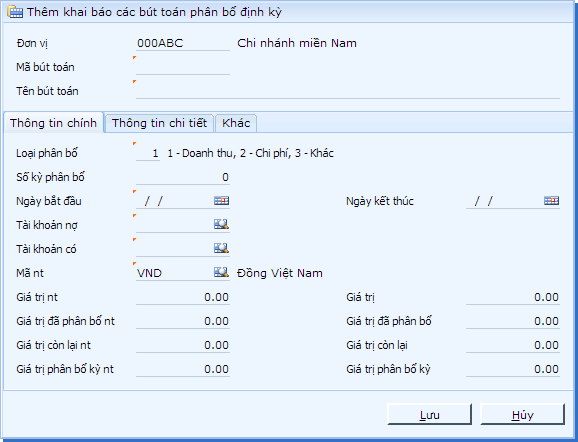 Thêm khai báo các bút toán phân bổ định kỳ
Đơn vị 000ABC Chi nhánh miền Nam
Mã bút toán
Tên bút toán
Thông tin chính Thông tin chi tiết Khác
Loại phân bổ 1 1 - Doanh thu, 2 - Chi phí, 3 - Khác
Số kỳ phân bổ 0
Ngày bắt đầu / / Ngày kết thúc / /
Tài khoản nợ
Tài khoản có
Mã nt VND Đồng Việt Nam
Giá trị nt 0.00 Giá trị 0.00
Giá trị đã phân bổ nt 0.00 Giá trị đã phân bổ 0.00
Giá trị còn lại nt 0.00 Giá trị còn lại 0.00
Giá trị phân bổ kỳ nt 0.00 Giá trị phân bổ kỳ 0.00
Lưu Hủy